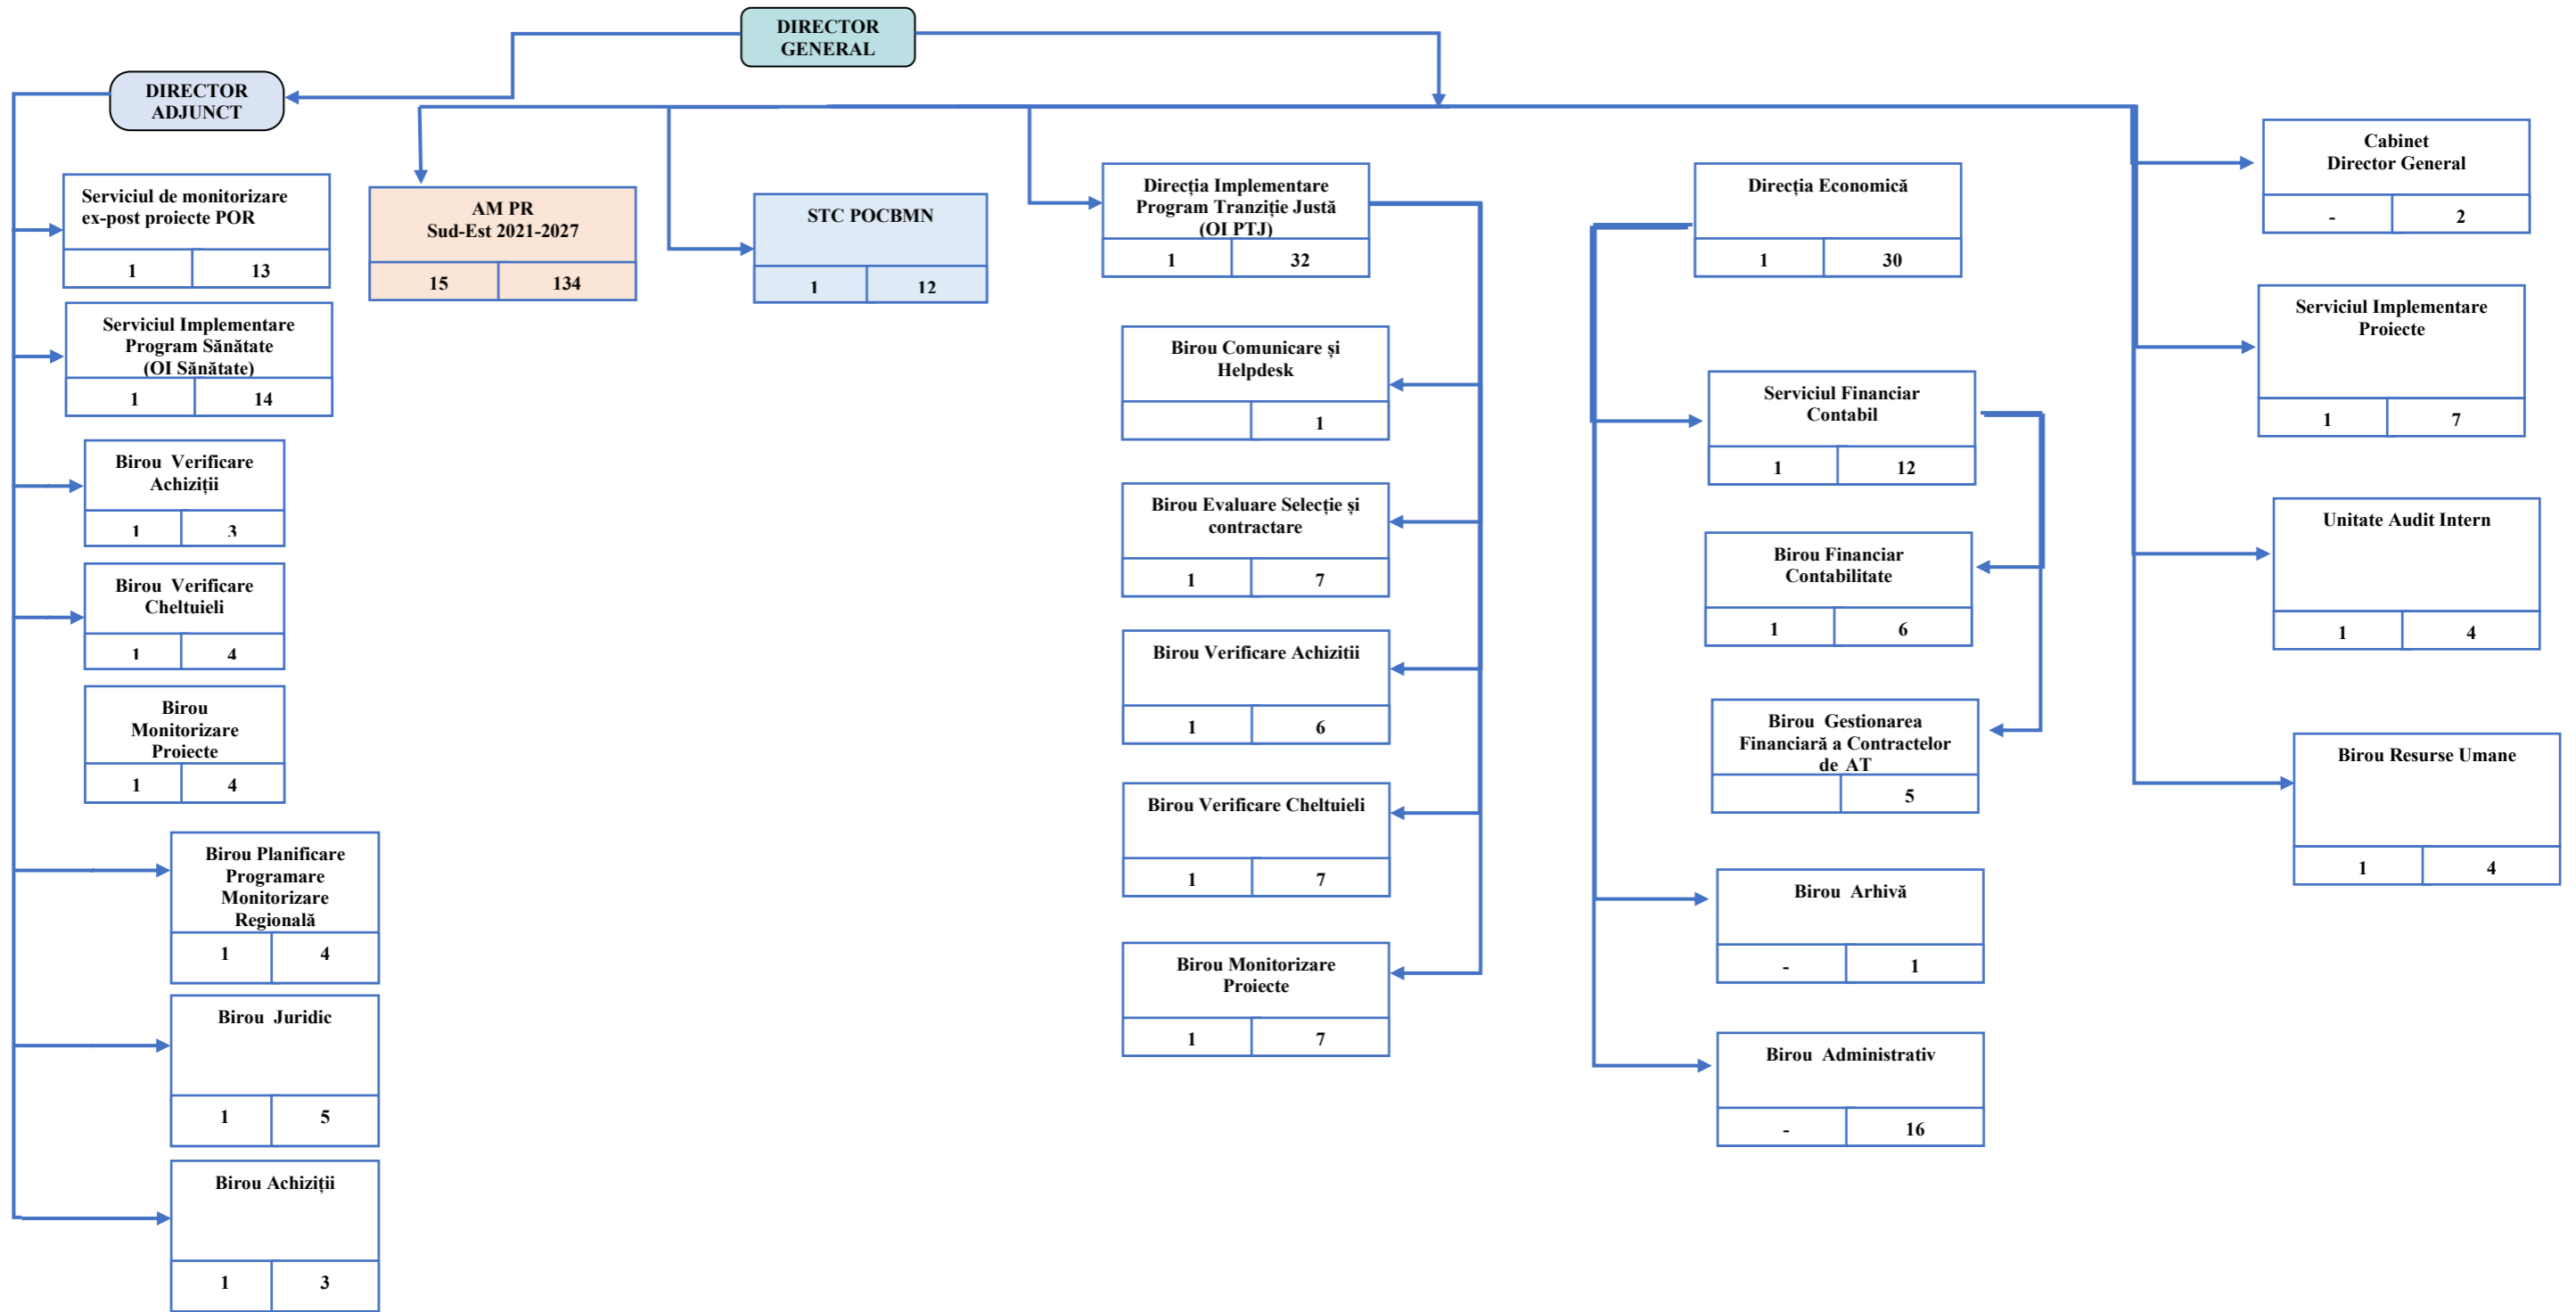 DIRECTOR
GENERAL
DIRECTOR
ADJUNCT
Serviciul de monitorizare
ex-post proiecte POR
1 13
Serviciul Implementare
Program Sănătate
(OI Sănătate)
1 14
Birou Verificare
Achiziții
1 3
Birou Verificare
Cheltuieli
1 4
Birou
Monitorizare
Proiecte
1 4
Birou Planificare
Programare
Monitorizare
Regională
1 4
Birou Juridic
1 5
Birou Achiziții
1 3
AM PR
Sud-Est 2021-2027
15 134
STC POCBMN
1 12
Direcția Implementare
Program Tranziție Justă
(OI PTJ)
1 32
Birou Comunicare și
Helpdesk
1
Birou Evaluare Selecție și
contractare
1 7
Birou Verificare Achizitii
1 6
Birou Verificare Cheltuieli
1 7
Birou Monitorizare
Proiecte
1 7
Direcția Economică
1 30
Serviciul Financiar
Contabil
1 12
Birou Financiar
Contabilitate
1 6
Birou Gestionarea
Financiară a Contractelor
de AT
5
Birou Arhivă
- 1
Birou Administrativ
- 16
Cabinet
Director General
- 2
Serviciul Implementare
Proiecte
1 7
Unitate Audit Intern
1 4
Birou Resurse Umane
1 4